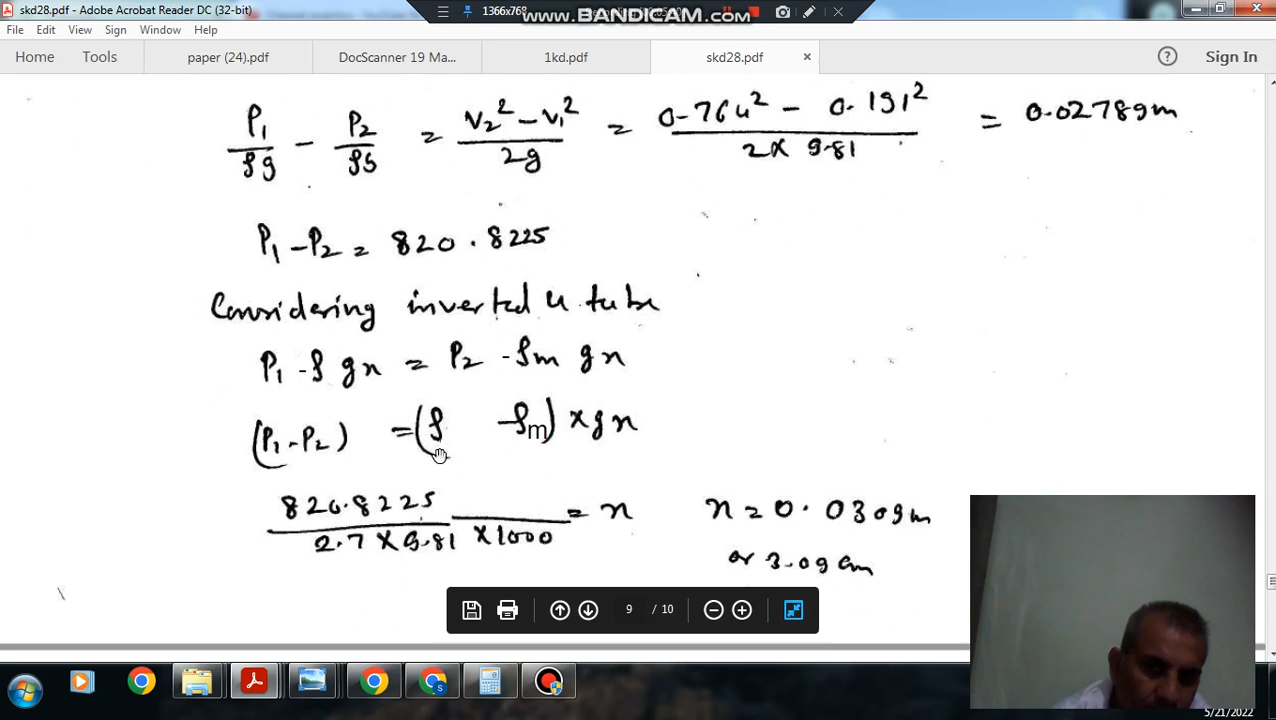 skd28.pdf - Adobe Acrobat Reader DC (32-bit)
1366x768
www.BANDICAM.com
File Edit View Sign Window Help
Home Tools paper (24).pdf DocScanner 19 Ma... 1kd.pdf skd28.pdf × Sign In
P₁/ρg - P₂/ρg = (V₂² - V₁²)/2g = (0.764² - 0.191²)/(2 × 9.81) = 0.02789m
P₁ - P₂ = 820.8225
Considering inverted u tube
P₁ - ρ gx = P₂ - ρm gx
(P₁ - P₂) = (ρ - ρm) × gx
820.8225/(2.7 × 9.81 × 1000) = x x = 0.0309m
or 3.09 cm
9 / 10
5/21/2022